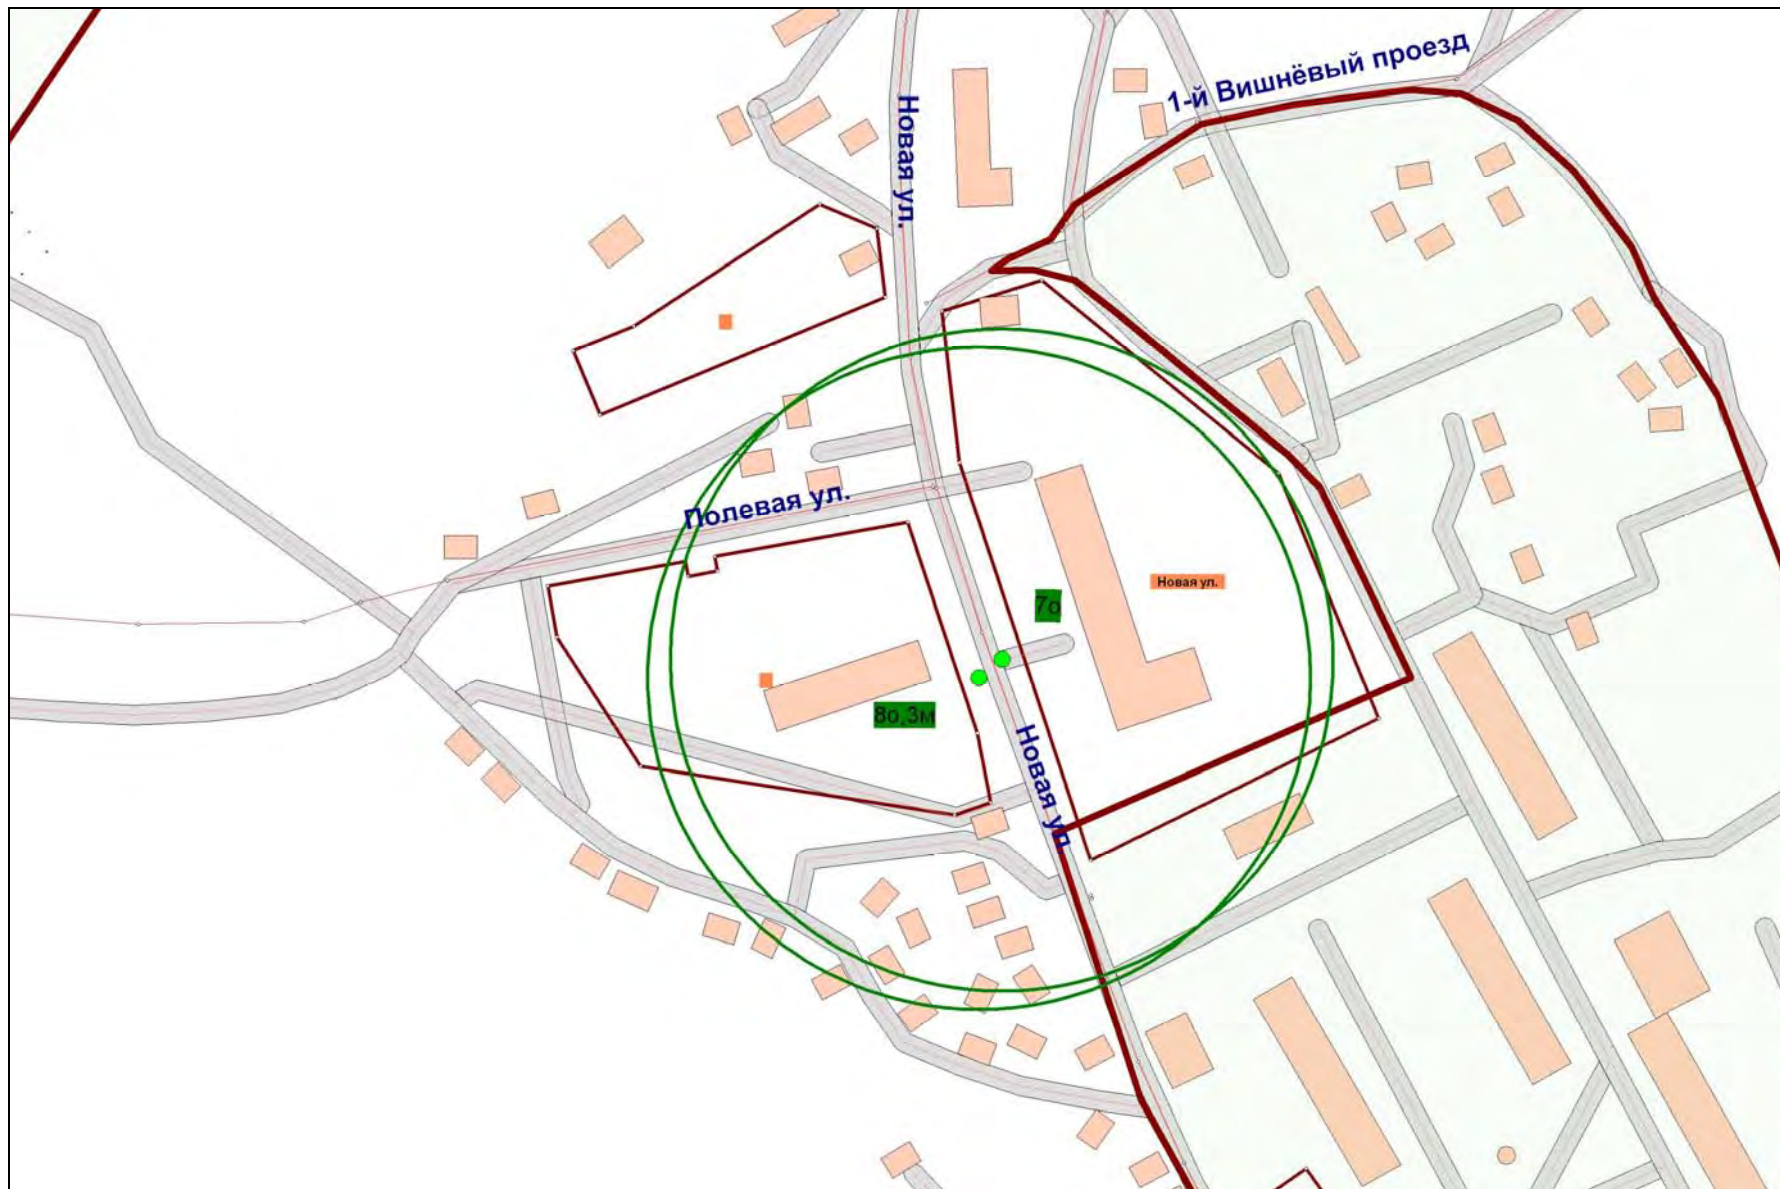 1-й Вишнёвый проезд
Новая ул.
Полевая ул.
Новая ул.
7о
8о,3м
Новая ул